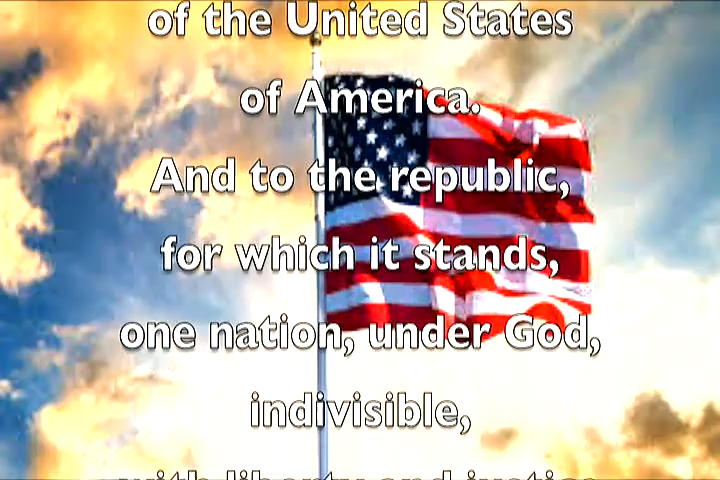 of the United States
of America.
And to the republic,
for which it stands,
one nation, under God,
indivisible,
with liberty and justice